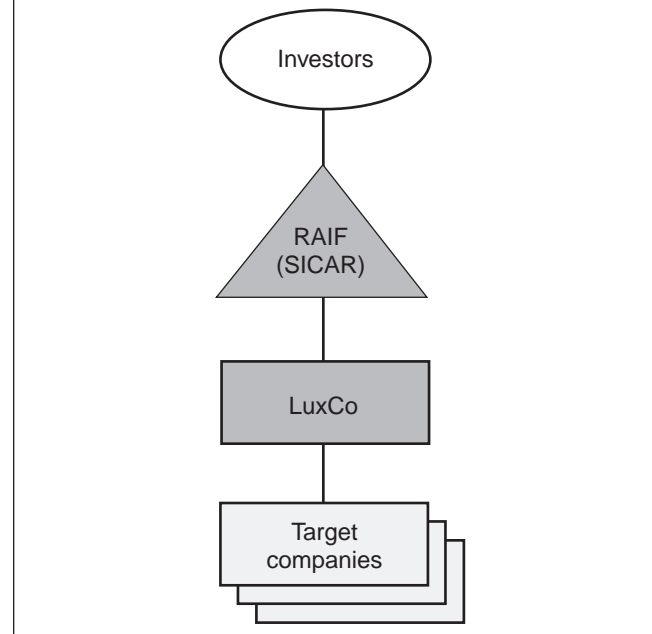 Investors
RAIF
(SICAR)
LuxCo
Target
companies